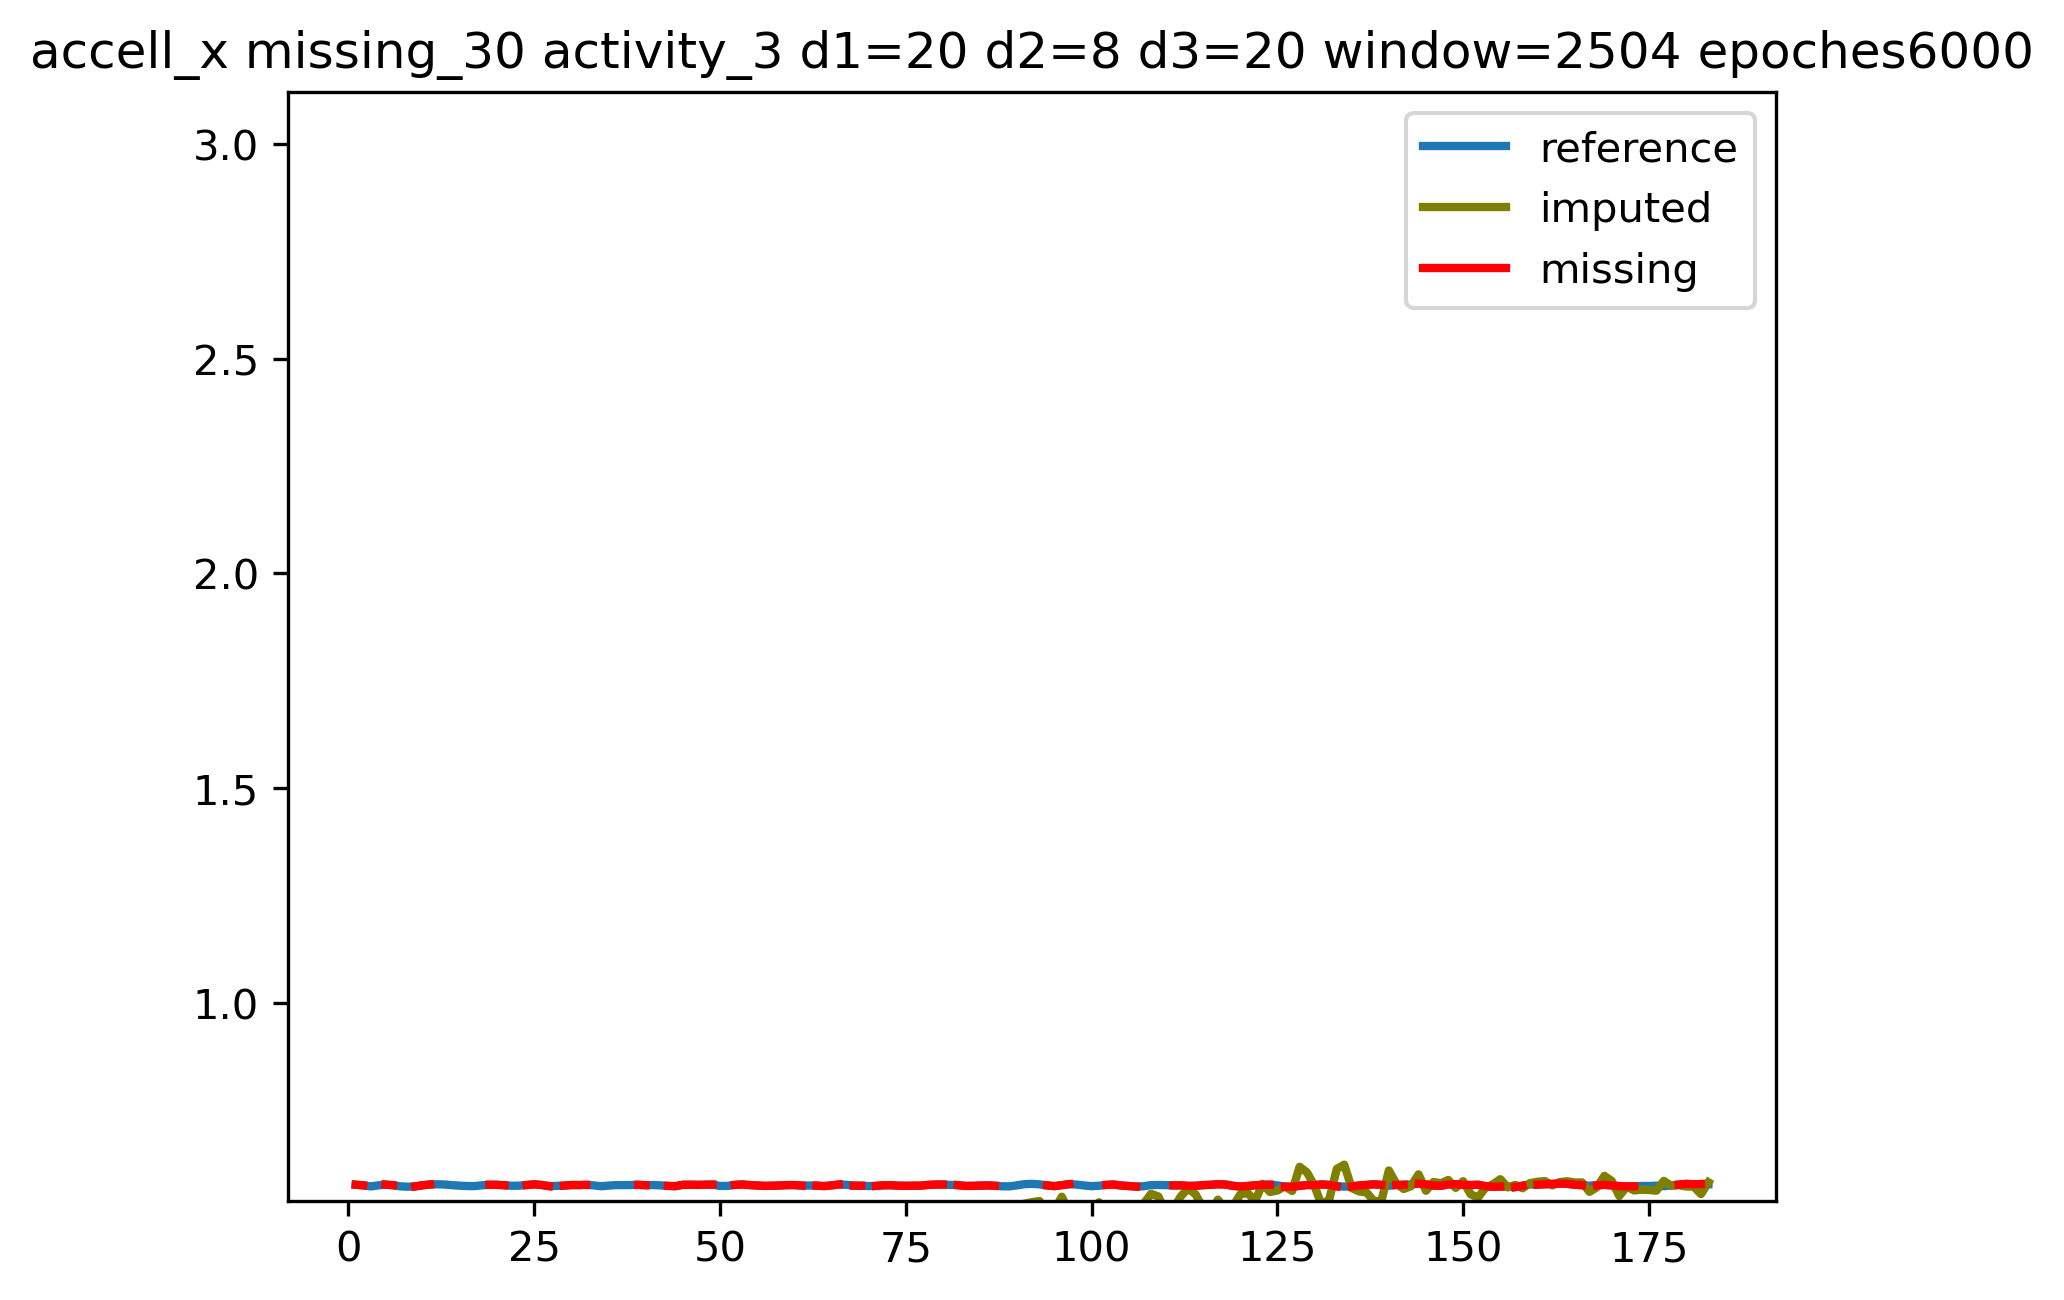 accell_x missing_30 activity_3 d1=20 d2=8 d3=20 window=2504 epoches6000
reference
imputed
missing
3.0
2.5
2.0
1.5
1.0
0 25 50 75 100 125 150 175